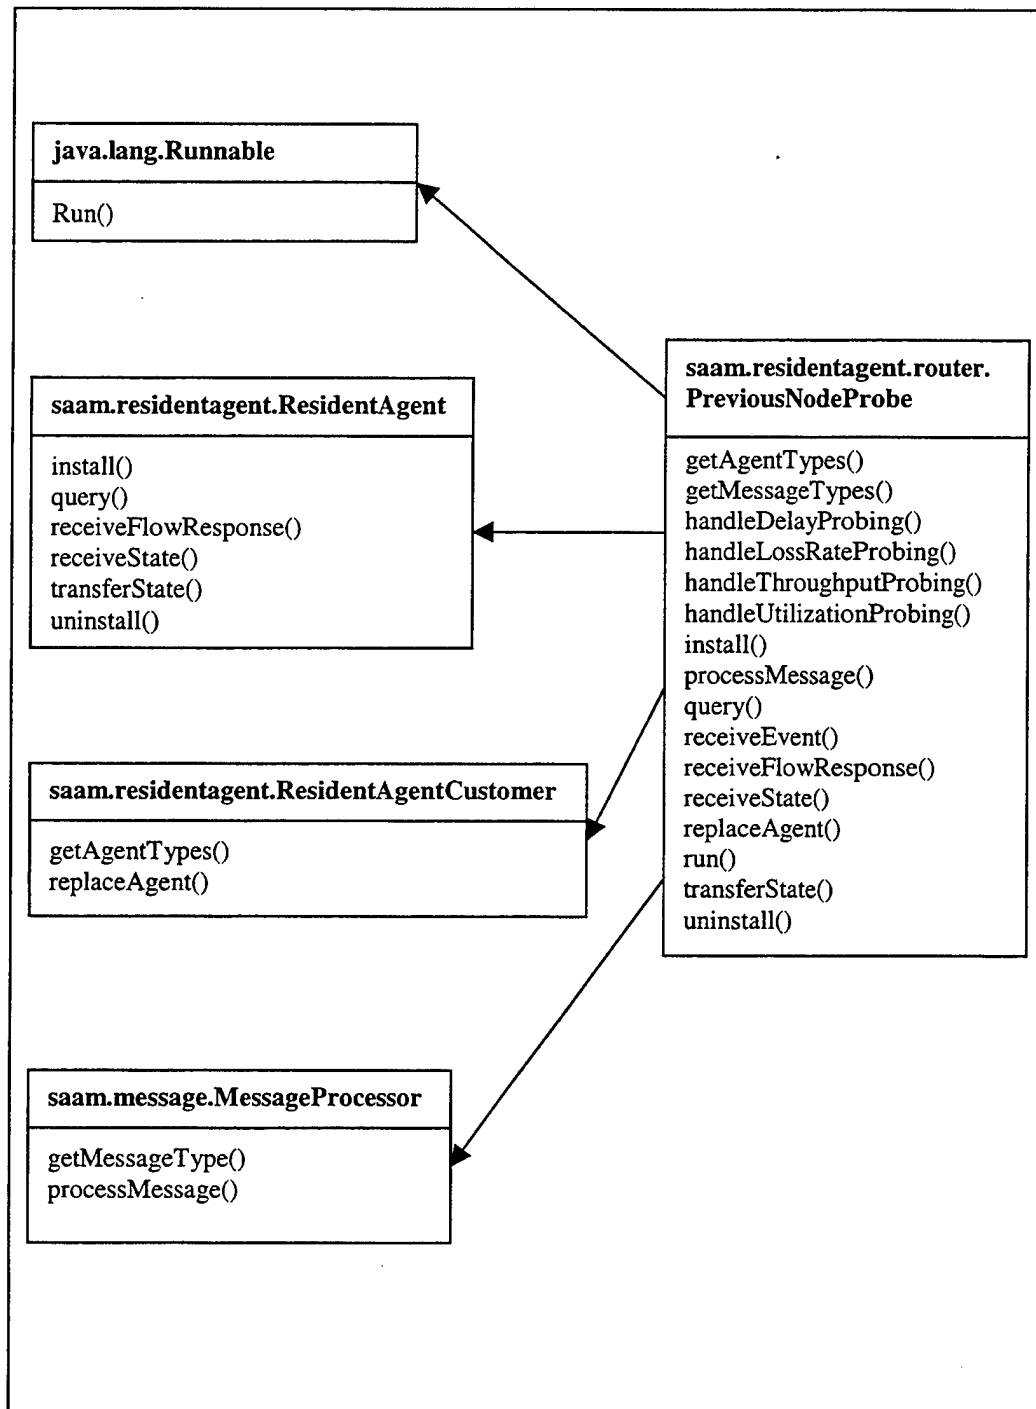 java.lang.Runnable
Run()
saam.residentagent.ResidentAgent
install()
query()
receiveFlowResponse()
receiveState()
transferState()
uninstall()
saam.residentagent.ResidentAgentCustomer
getAgentTypes()
replaceAgent()
saam.message.MessageProcessor
getMessageType()
processMessage()
saam.residentagent.router.
PreviousNodeProbe
getAgentTypes()
getMessageTypes()
handleDelayProbing()
handleLossRateProbing()
handleThroughputProbing()
handleUtilizationProbing()
install()
processMessage()
query()
receiveEvent()
receiveFlowResponse()
receiveState()
replaceAgent()
run()
transferState()
uninstall()